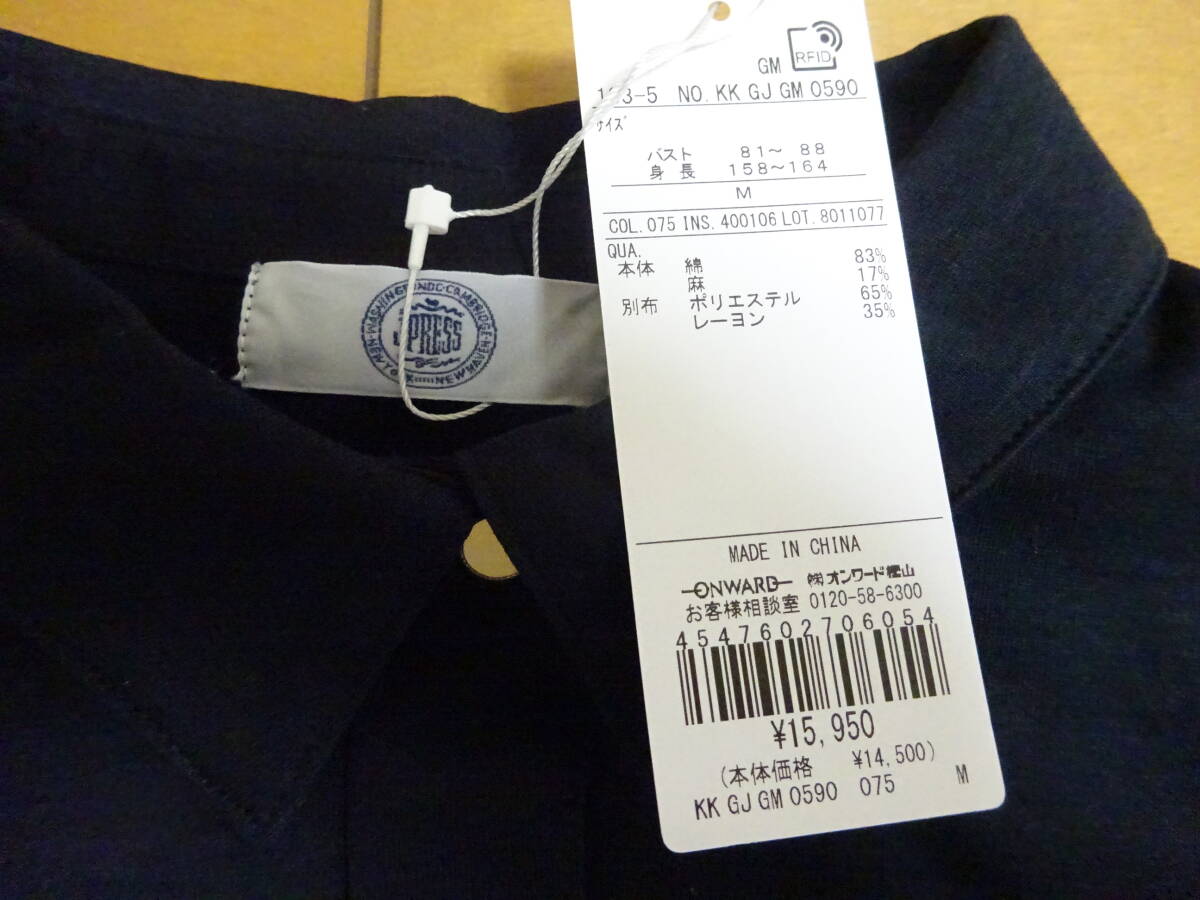 GM RFID
NO. KK GJ GM 0590
サイズ
バスト 81～ 88
身長 158～164
M
COL. 075 INS. 400106 LOT. 8011077
QUA.
本体 綿 83%
麻 17%
別布 ポリエステル 65%
レーヨン 35%
MADE IN CHINA
ONWARD ㈱オンワード樫山
お客様相談室 0120-58-6300
4547602706054
¥15,950
(本体価格 ¥14,500)
KK GJ GM 0590 075 M
PRESS
CAMBRIDGE
NEW HAVEN